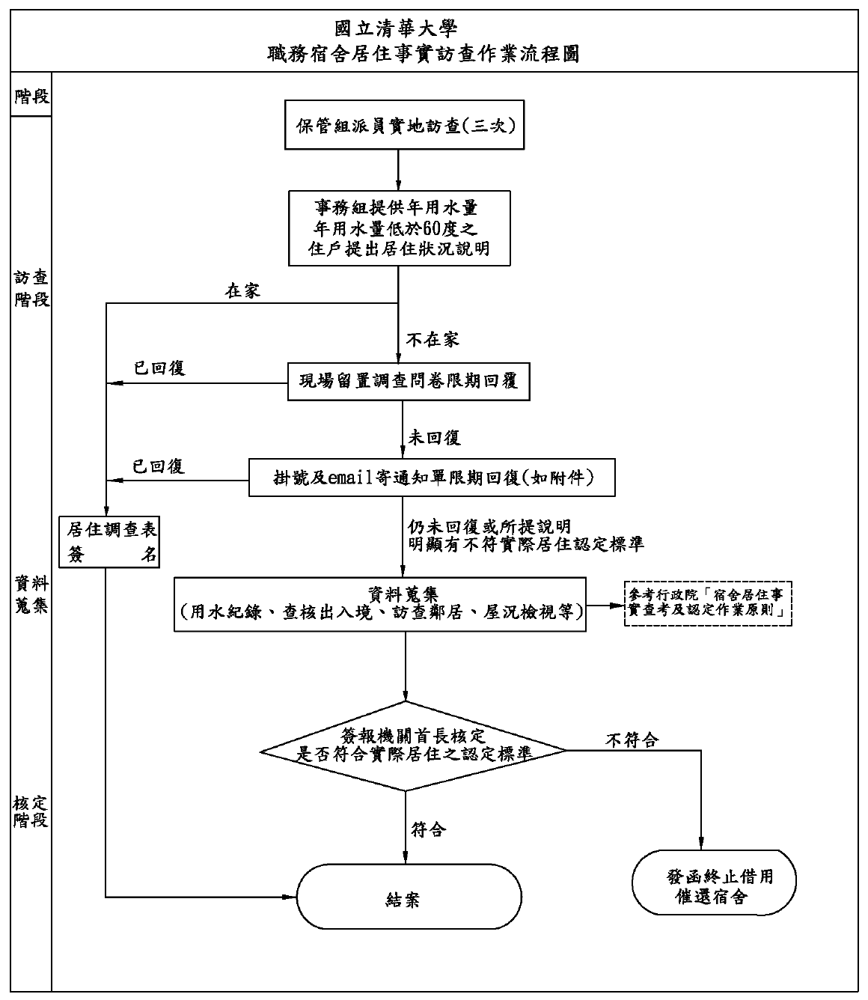 國立清華大學
職務宿舍居住事實訪查作業流程圖
階段
保管組派員實地訪查(三次)
事務組提供年用水量
年用水量低於60度之
住戶提出居住狀況說明
訪查
階段
在家
不在家
已回復
現場留置調查問卷限期回覆
未回復
已回復
掛號及email寄通知單限期回復(如附件)
居住調查表
簽 名
仍未回復或所提說明
明顯有不符實際居住認定標準
資料
蒐集
資料蒐集
(用水紀錄、查核出入境、訪查鄰居、屋況檢視等)
參考行政院「宿舍居住事
實查考及認定作業原則」
簽報機關首長核定
是否符合實際居住之認定標準
不符合
核定
階段
符合
結案
發函終止借用
催還宿舍